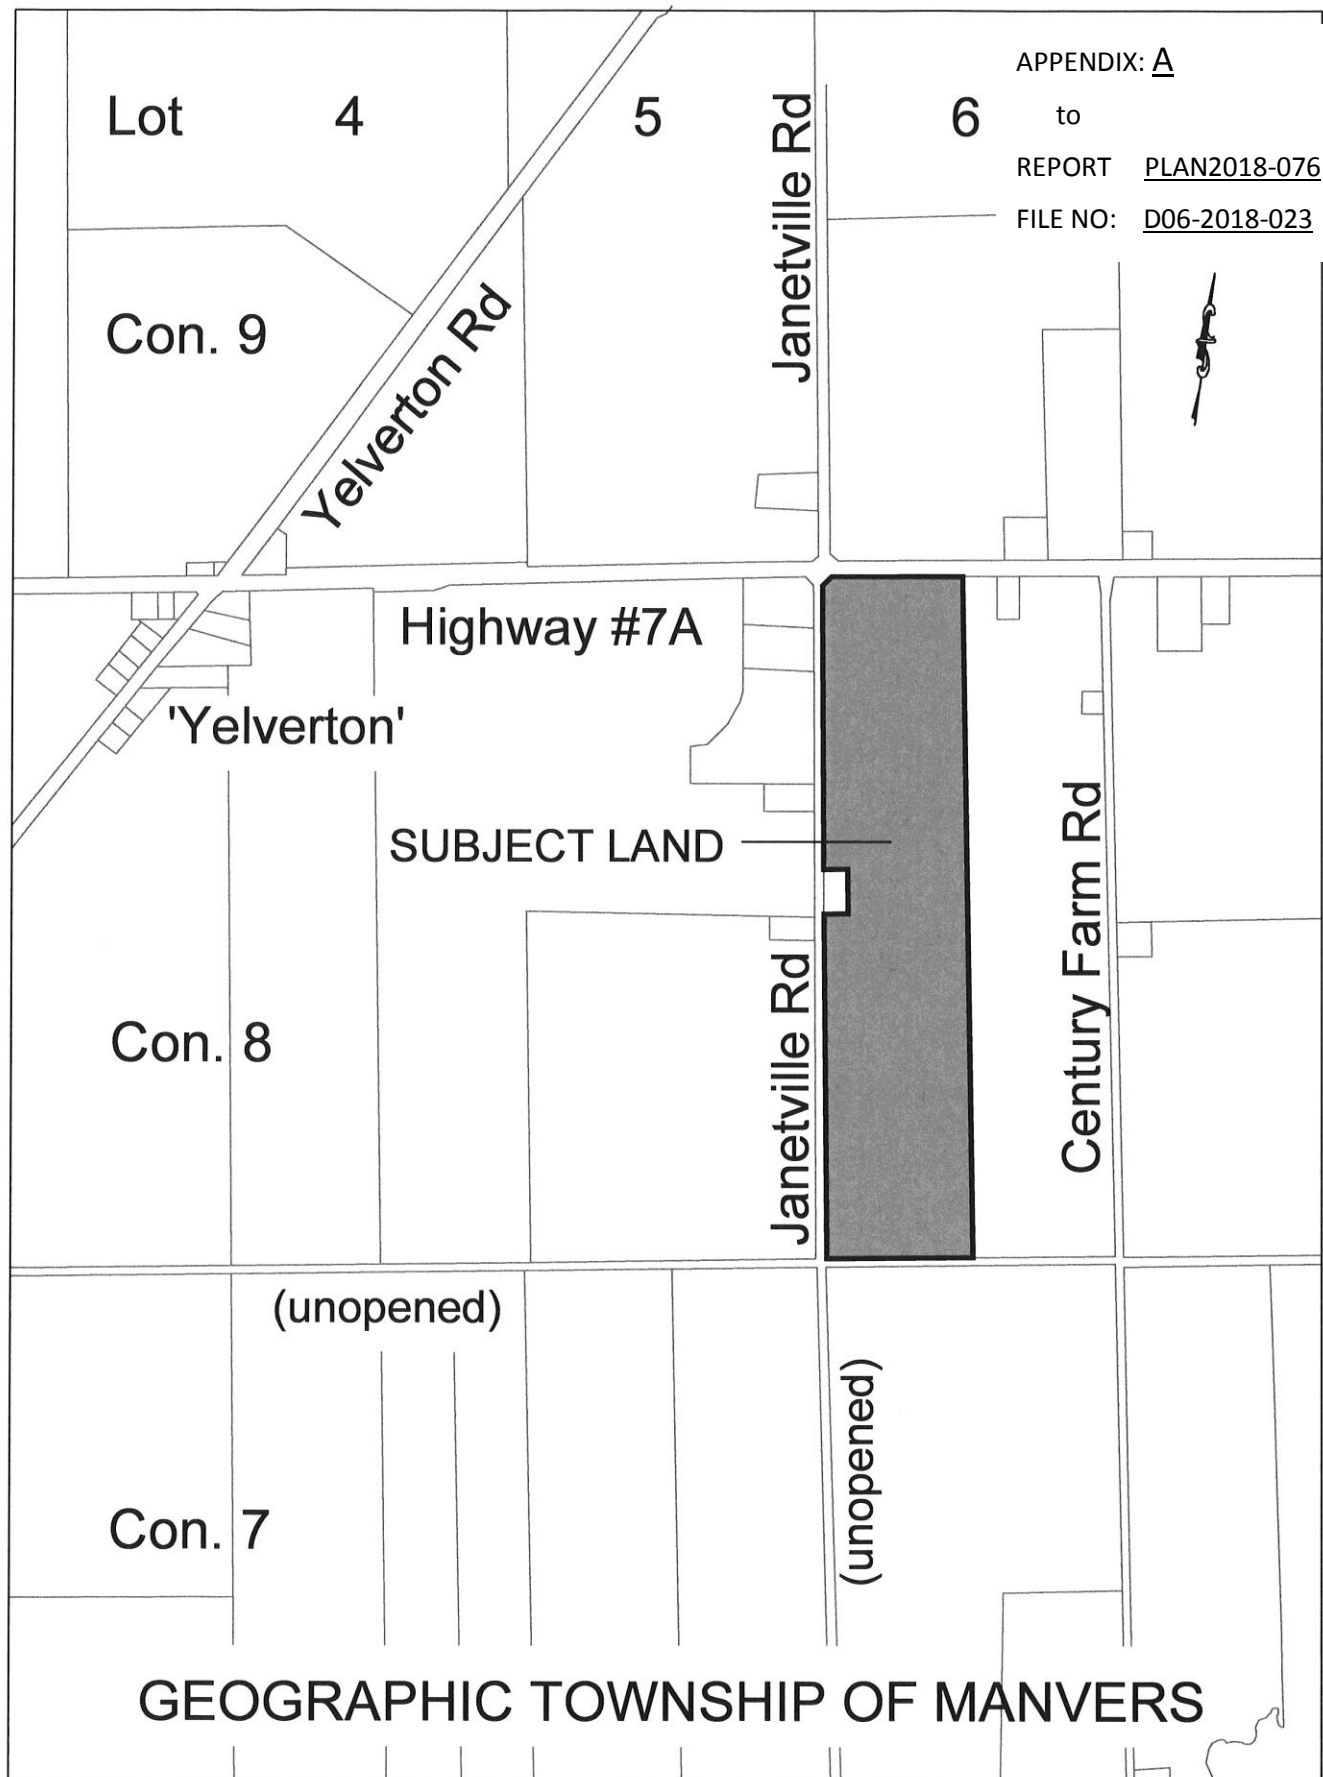 APPENDIX: A
to
REPORT PLAN2018-076
FILE NO: D06-2018-023
Lot 4 5 6
Janetville Rd
Con. 9
Yelverton Rd
Highway #7A
'Yelverton'
SUBJECT LAND
Century Farm Rd
Janetville Rd
Con. 8
(unopened)
(unopened)
Con. 7
GEOGRAPHIC TOWNSHIP OF MANVERS